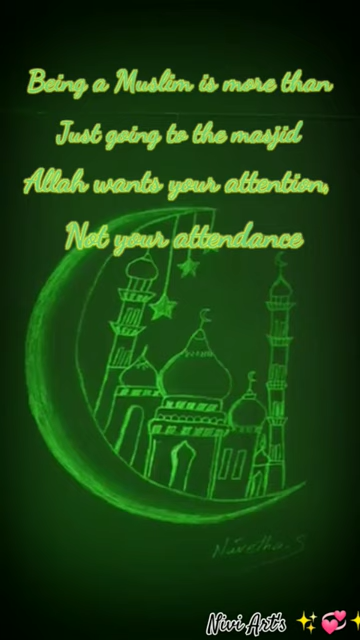 Being a Muslim is more than
Just going to the masjid
Allah wants your attention,
Not your attendance
Nivetha.S
Nivi Art's ✨💞✨